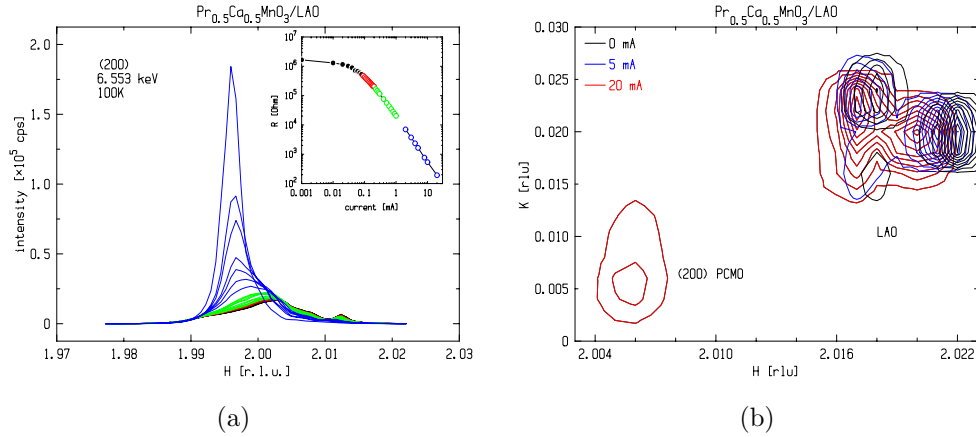 Pr0.5Ca0.5MnO3/LAO
2.0
1.5
1.0
0.5
0
intensity [×10^5 cps]
(200)
6.553 keV
100K
10^7
10^6
10^5
10^4
10^3
10^2
R [Ohm]
0.001 0.01 0.1 1 10
current [mA]
1.97 1.98 1.99 2.00 2.01 2.02 2.03
H [r.l.u.]
(a)
Pr0.5Ca0.5MnO3/LAO
0.030
0.025
0.020
0.015
0.010
0.005
0
K [rlu]
0 mA
5 mA
20 mA
LAO
(200) PCMO
2.004 2.010 2.016 2.022
H [rlu]
(b)